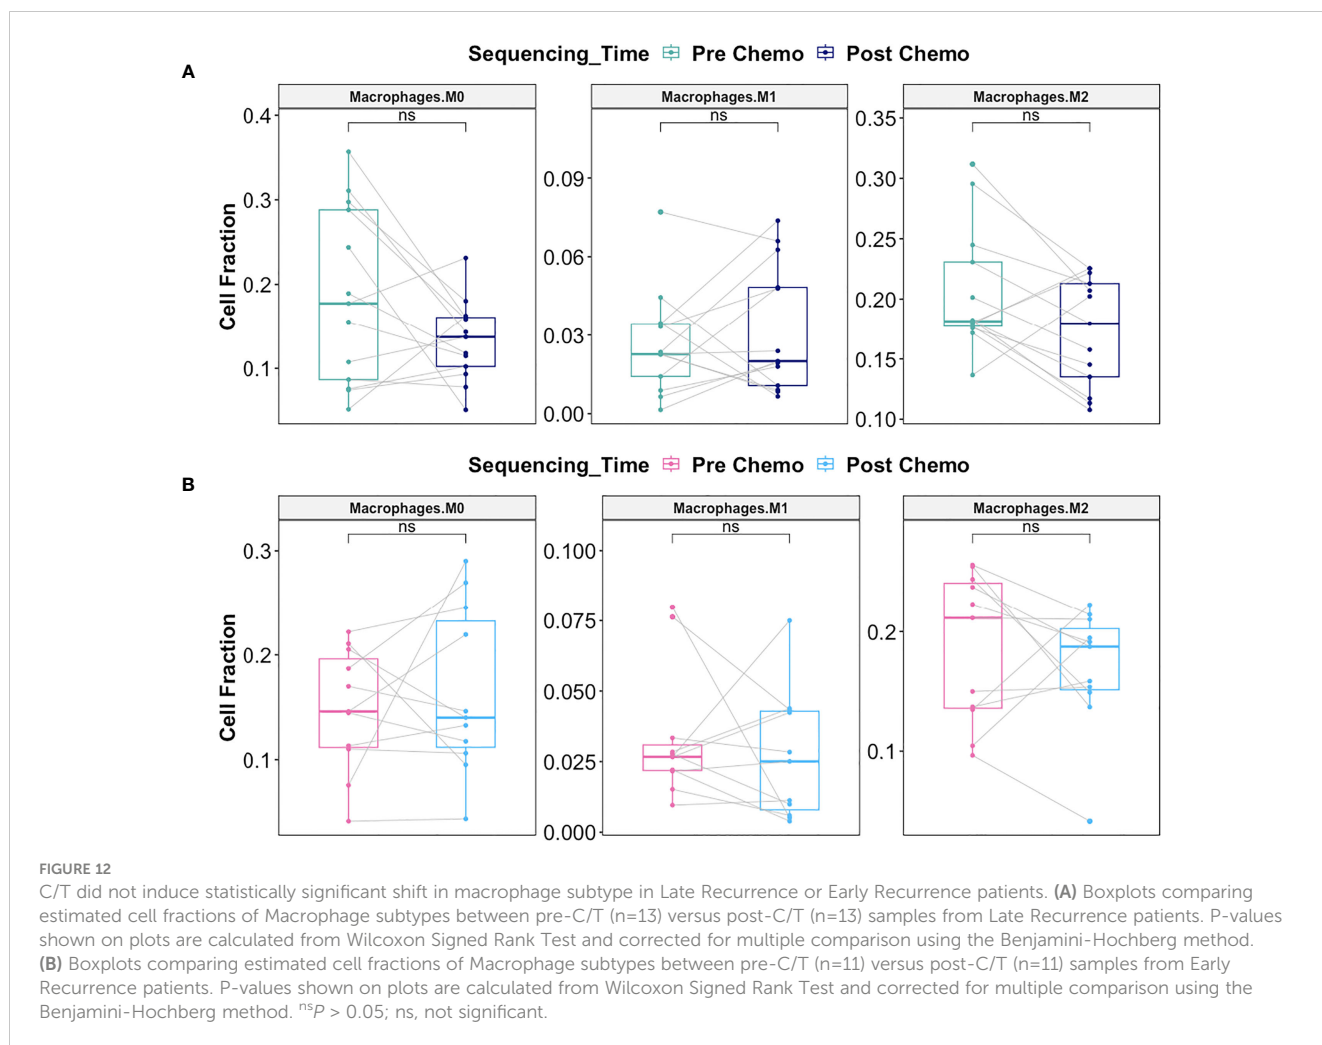 Sequencing_Time Pre Chemo Post Chemo
A
Macrophages.M0 Macrophages.M1 Macrophages.M2
ns ns ns
Cell Fraction
0.4
0.3
0.2
0.1
0.09
0.06
0.03
0.00
0.35
0.30
0.25
0.20
0.15
0.10
Sequencing_Time Pre Chemo Post Chemo
B
Macrophages.M0 Macrophages.M1 Macrophages.M2
ns ns ns
Cell Fraction
0.3
0.2
0.1
0.100
0.075
0.050
0.025
0.000
0.2
0.1
FIGURE 12
C/T did not induce statistically significant shift in macrophage subtype in Late Recurrence or Early Recurrence patients. (A) Boxplots comparing
estimated cell fractions of Macrophage subtypes between pre-C/T (n=13) versus post-C/T (n=13) samples from Late Recurrence patients. P-values
shown on plots are calculated from Wilcoxon Signed Rank Test and corrected for multiple comparison using the Benjamini-Hochberg method.
(B) Boxplots comparing estimated cell fractions of Macrophage subtypes between pre-C/T (n=11) versus post-C/T (n=11) samples from Early
Recurrence patients. P-values shown on plots are calculated from Wilcoxon Signed Rank Test and corrected for multiple comparison using the
Benjamini-Hochberg method. nsP > 0.05; ns, not significant.